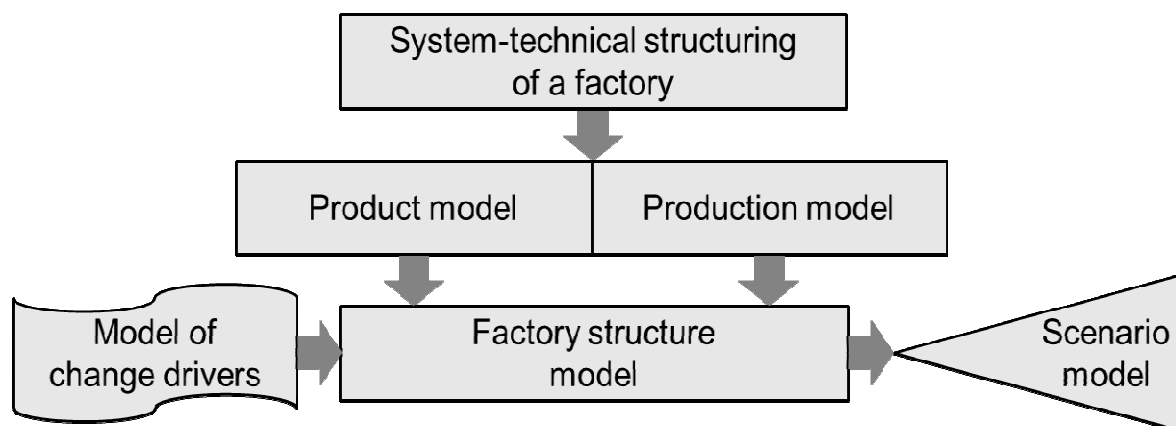 System-technical structuring
of a factory
Product model
Production model
Model of
change drivers
Factory structure
model
Scenario
model